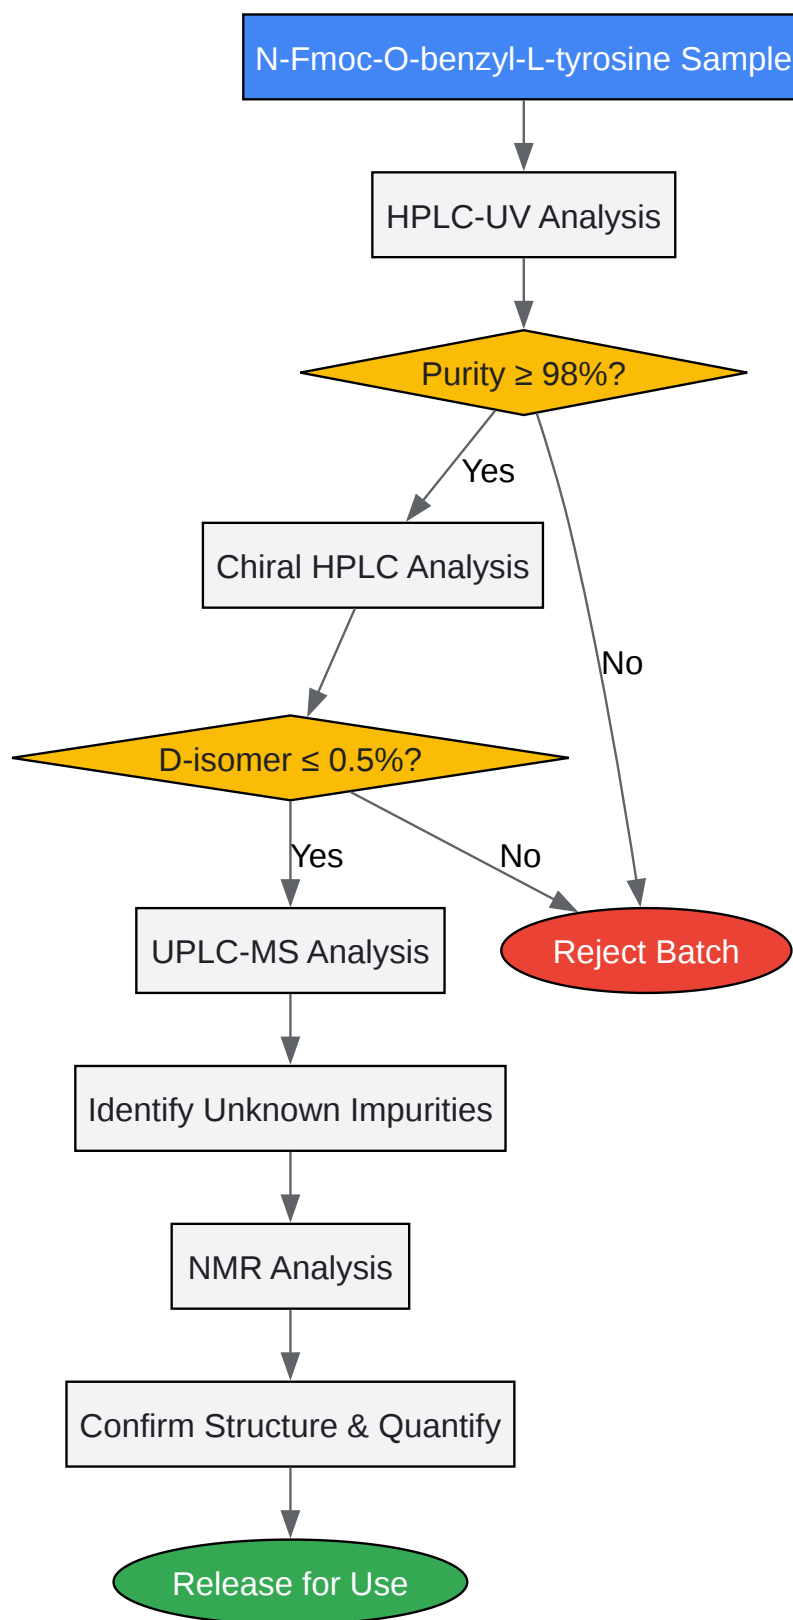 N-Fmoc-O-benzyl-L-tyrosine Sample
HPLC-UV Analysis
Purity ≥ 98%?
Yes
Chiral HPLC Analysis
No
D-isomer ≤ 0.5%?
Yes
No
UPLC-MS Analysis
Reject Batch
Identify Unknown Impurities
NMR Analysis
Confirm Structure & Quantify
Release for Use